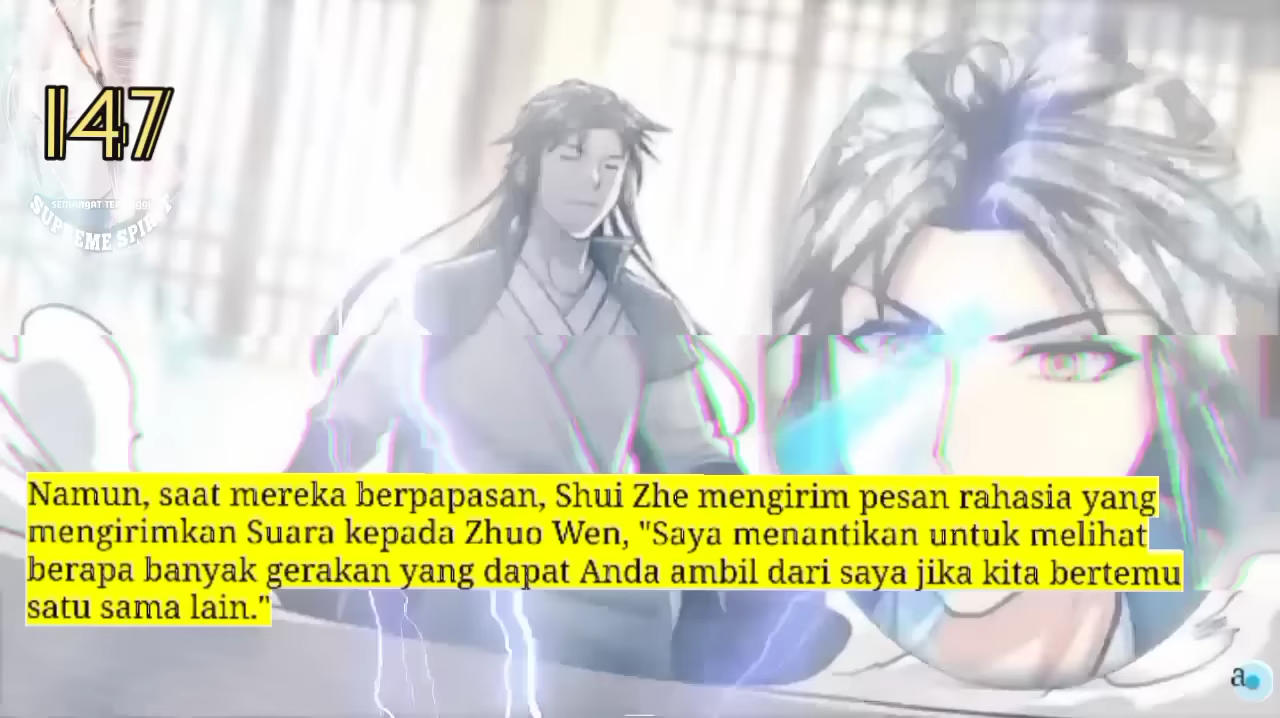 147
SUPREME SPIRIT
Namun, saat mereka berpapasan, Shui Zhe mengirim pesan rahasia yang
mengirimkan Suara kepada Zhuo Wen, "Saya menantikan untuk melihat
berapa banyak gerakan yang dapat Anda ambil dari saya jika kita bertemu
satu sama lain."
a